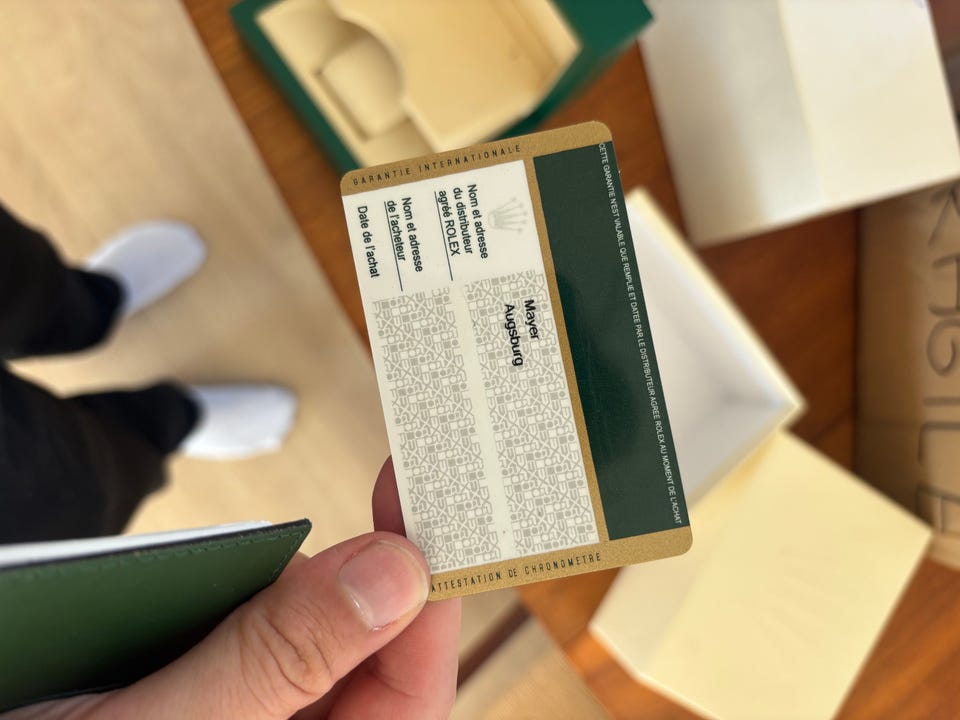 GARANTIE INTERNATIONALE
CETTE GARANTIE N'EST VALABLE QUE REMPLIE ET DATÉE PAR LE DISTRIBUTEUR AGRÉÉ ROLEX AU MOMENT DE L'ACHAT
Nom et adresse
du distributeur
agréé ROLEX
Mayer
Augsburg
Nom et adresse
de l'acheteur
Date de l'achat
ATTESTATION DE CHRONOMETRE
FRAGILE